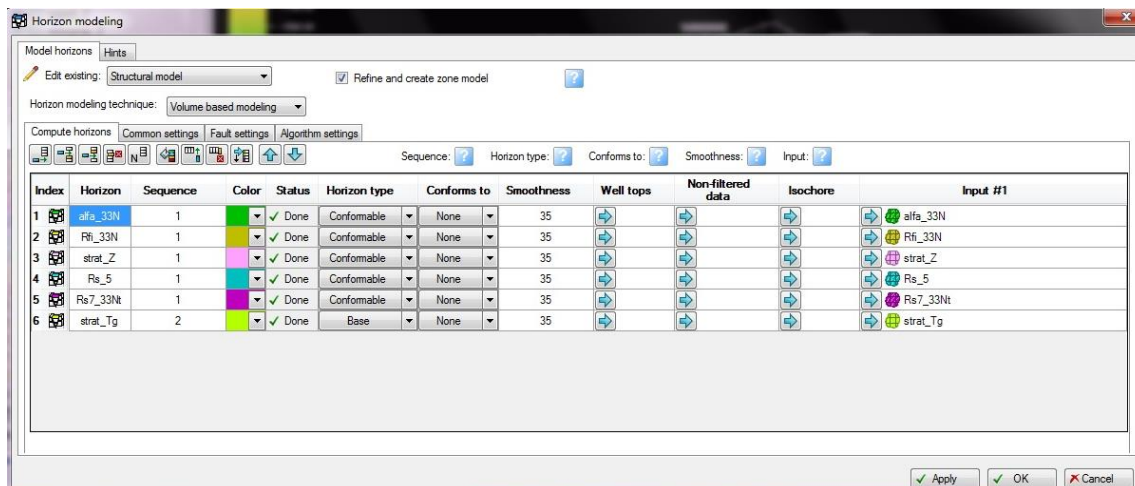 Horizon modeling
x
Model horizons Hints
Edit existing: Structural model Refine and create zone model ?
Horizon modeling technique: Volume based modeling
Compute horizons Common settings Fault settings Algorithm settings
N Sequence: ? Horizon type: ? Conforms to: ? Smoothness: ? Input: ?
Index Horizon Sequence Color Status Horizon type Conforms to Smoothness Well tops Non-filtered data Isochore Input #1
1 alfa_33N 1 Done Conformable None 35 alfa_33N
2 Rfi_33N 1 Done Conformable None 35 Rfi_33N
3 strat_Z 1 Done Conformable None 35 strat_Z
4 Rs_5 1 Done Conformable None 35 Rs_5
5 Rs7_33Nt 1 Done Conformable None 35 Rs7_33Nt
6 strat_Tg 2 Done Base None 35 strat_Tg
Apply OK Cancel